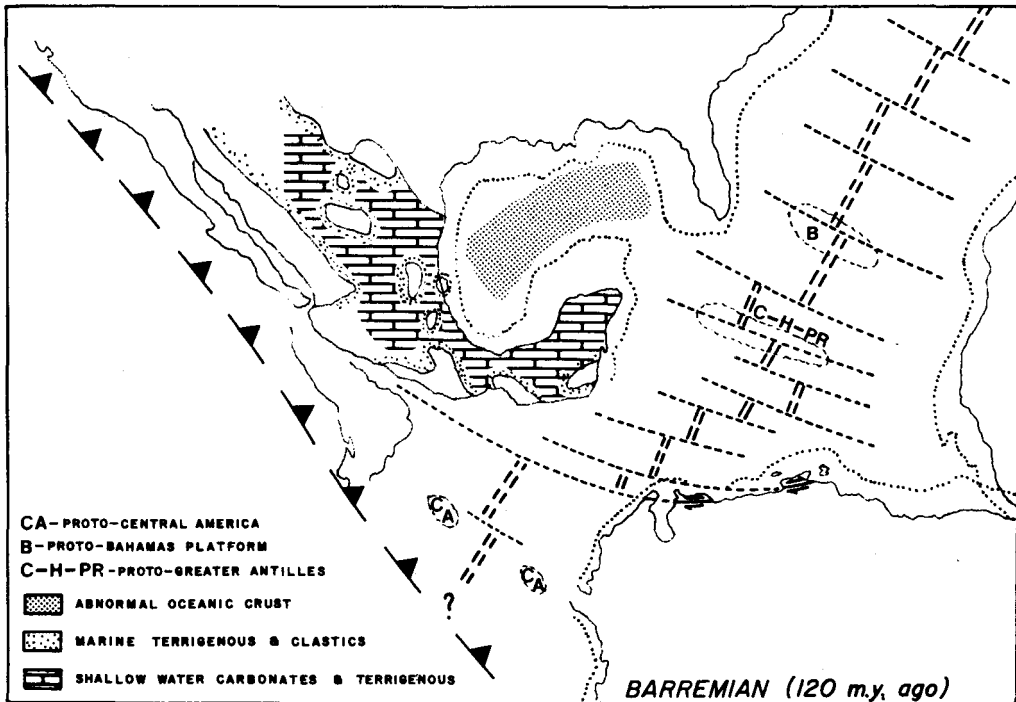 B
C-H-PR
CA
CA
?
CA-PROTO-CENTRAL AMERICA
B-PROTO-BAHAMAS PLATFORM
C-H-PR-PROTO-GREATER ANTILLES
ABNORMAL OCEANIC CRUST
MARINE TERRIGENOUS & CLASTICS
SHALLOW WATER CARBONATES & TERRIGENOUS
BARREMIAN (120 m.y. ago)